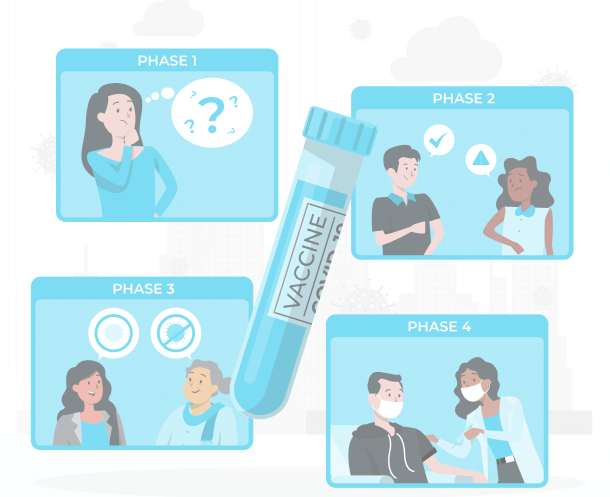 PHASE 1
?
? ? ? ?
PHASE 2
VACCINE
COVID-19
PHASE 3
PHASE 4